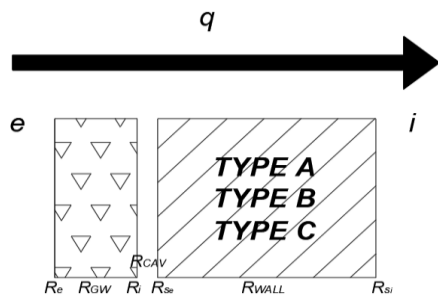 q
e
i
TYPE A
TYPE B
TYPE C
RCAV
Re RGW Ri Rse RWALL Rsi